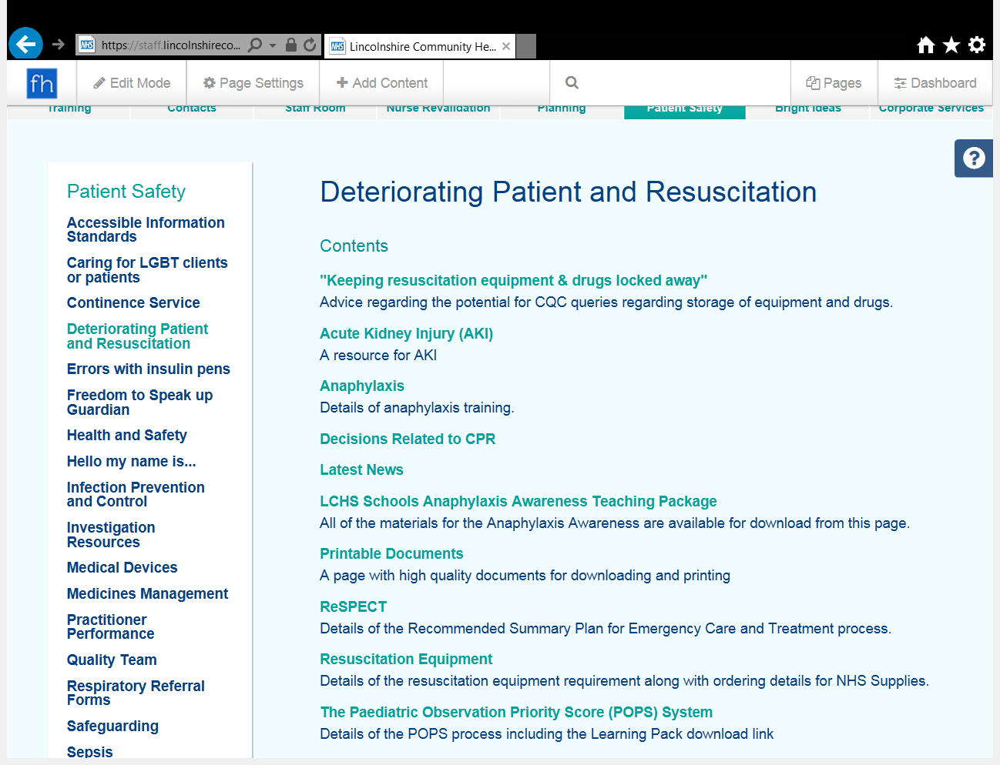 NHS https://staff.lincolnshireco...
NHS Lincolnshire Community He...
fh
Edit Mode
Page Settings
Add Content
Pages
Dashboard
Training
Contacts
Staff Room
Nurse Revalidation
Planning
Patient Safety
Bright Ideas
Corporate Services
?
Patient Safety
Accessible Information
Standards
Caring for LGBT clients
or patients
Continence Service
Deteriorating Patient
and Resuscitation
Errors with insulin pens
Freedom to Speak up
Guardian
Health and Safety
Hello my name is...
Infection Prevention
and Control
Investigation
Resources
Medical Devices
Medicines Management
Practitioner
Performance
Quality Team
Respiratory Referral
Forms
Safeguarding
Sepsis
Deteriorating Patient and Resuscitation
Contents
"Keeping resuscitation equipment & drugs locked away"
Advice regarding the potential for CQC queries regarding storage of equipment and drugs.
Acute Kidney Injury (AKI)
A resource for AKI
Anaphylaxis
Details of anaphylaxis training.
Decisions Related to CPR
Latest News
LCHS Schools Anaphylaxis Awareness Teaching Package
All of the materials for the Anaphylaxis Awareness are available for download from this page.
Printable Documents
A page with high quality documents for downloading and printing
ReSPECT
Details of the Recommended Summary Plan for Emergency Care and Treatment process.
Resuscitation Equipment
Details of the resuscitation equipment requirement along with ordering details for NHS Supplies.
The Paediatric Observation Priority Score (POPS) System
Details of the POPS process including the Learning Pack download link